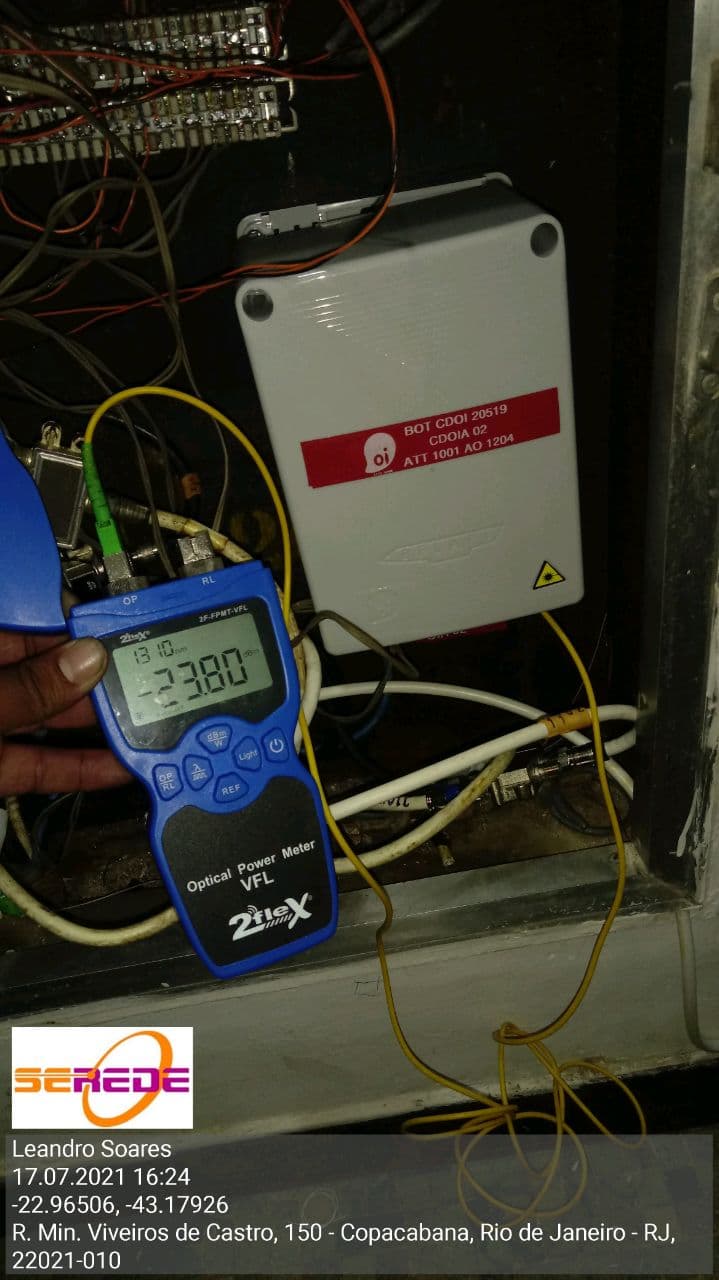 BOT CDOI 20519
CDOIA 02
ATT 1001 AO 1204
oi
OP
RL
2flex
2F-FPMT-VFL
1310nm
-23.80 dBm
dBm
W
OP
RL
λ
Light
REF
Optical Power Meter
VFL
2fleX
SEREDE
Leandro Soares
17.07.2021 16:24
-22.96506, -43.17926
R. Min. Viveiros de Castro, 150 - Copacabana, Rio de Janeiro - RJ,
22021-010